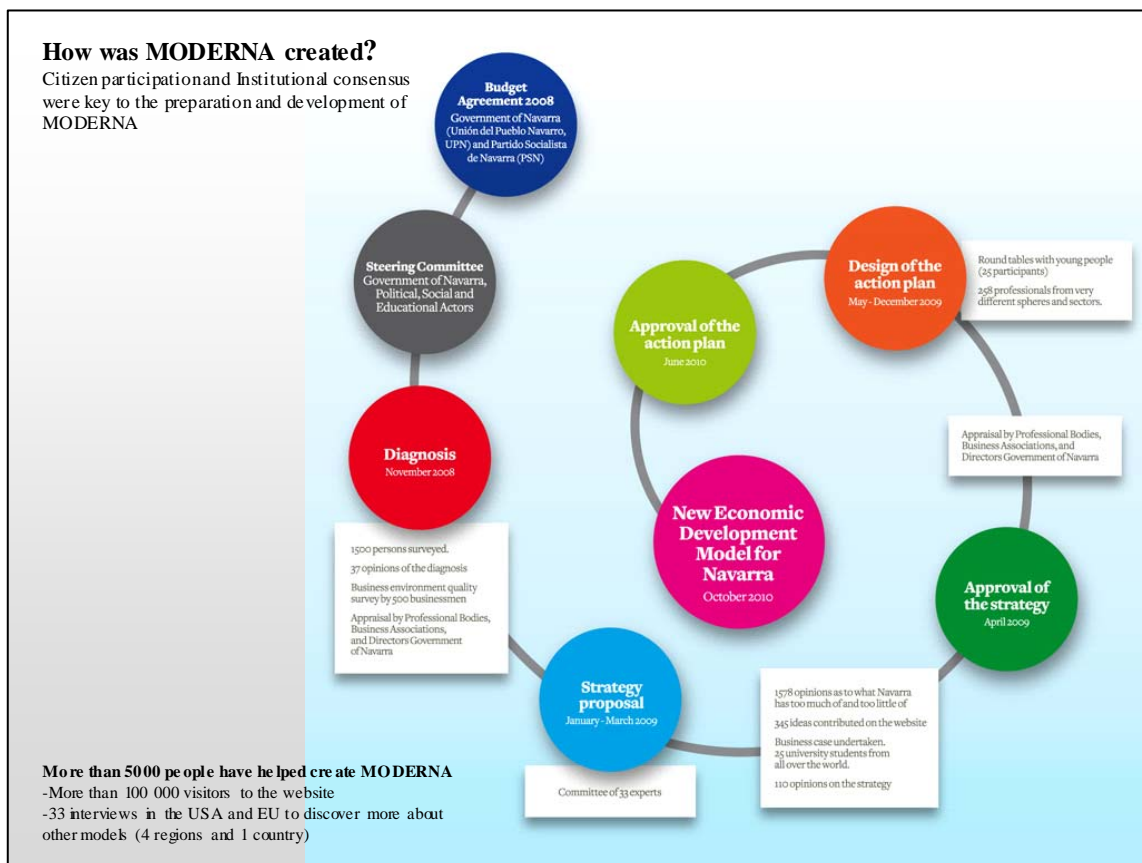 How was MODERNA created?
Citizen participation and Institutional consensus
were key to the preparation and development of
MODERNA
Budget
Agreement 2008
Government of Navarra
(Unión del Pueblo Navarro,
UPN) and Partido Socialista
de Navarra (PSN)
Steering Committee
Government of Navarra,
Political, Social and
Educational Actors
Diagnosis
November 2008
1500 persons surveyed.
37 opinions of the diagnosis
Business environment quality
survey by 500 businessmen
Appraisal by Professional Bodies,
Business Associations,
and Directors Government
of Navarra
Strategy
proposal
January - March 2009
Committee of 33 experts
1578 opinions as to what Navarra
has too much of and too little of
345 ideas contributed on the website
Business case undertaken.
25 university students from
all over the world.
110 opinions on the strategy
Approval of
the strategy
April 2009
Appraisal by Professional Bodies,
Business Associations, and
Directors Government of Navarra
Design of the
action plan
May - December 2009
Round tables with young people
(25 participants)
258 professionals from very
different spheres and sectors.
Approval of the
action plan
June 2010
New Economic
Development
Model for
Navarra
October 2010
More than 5000 people have helped create MODERNA
-More than 100 000 visitors to the website
-33 interviews in the USA and EU to discover more about
other models (4 regions and 1 country)